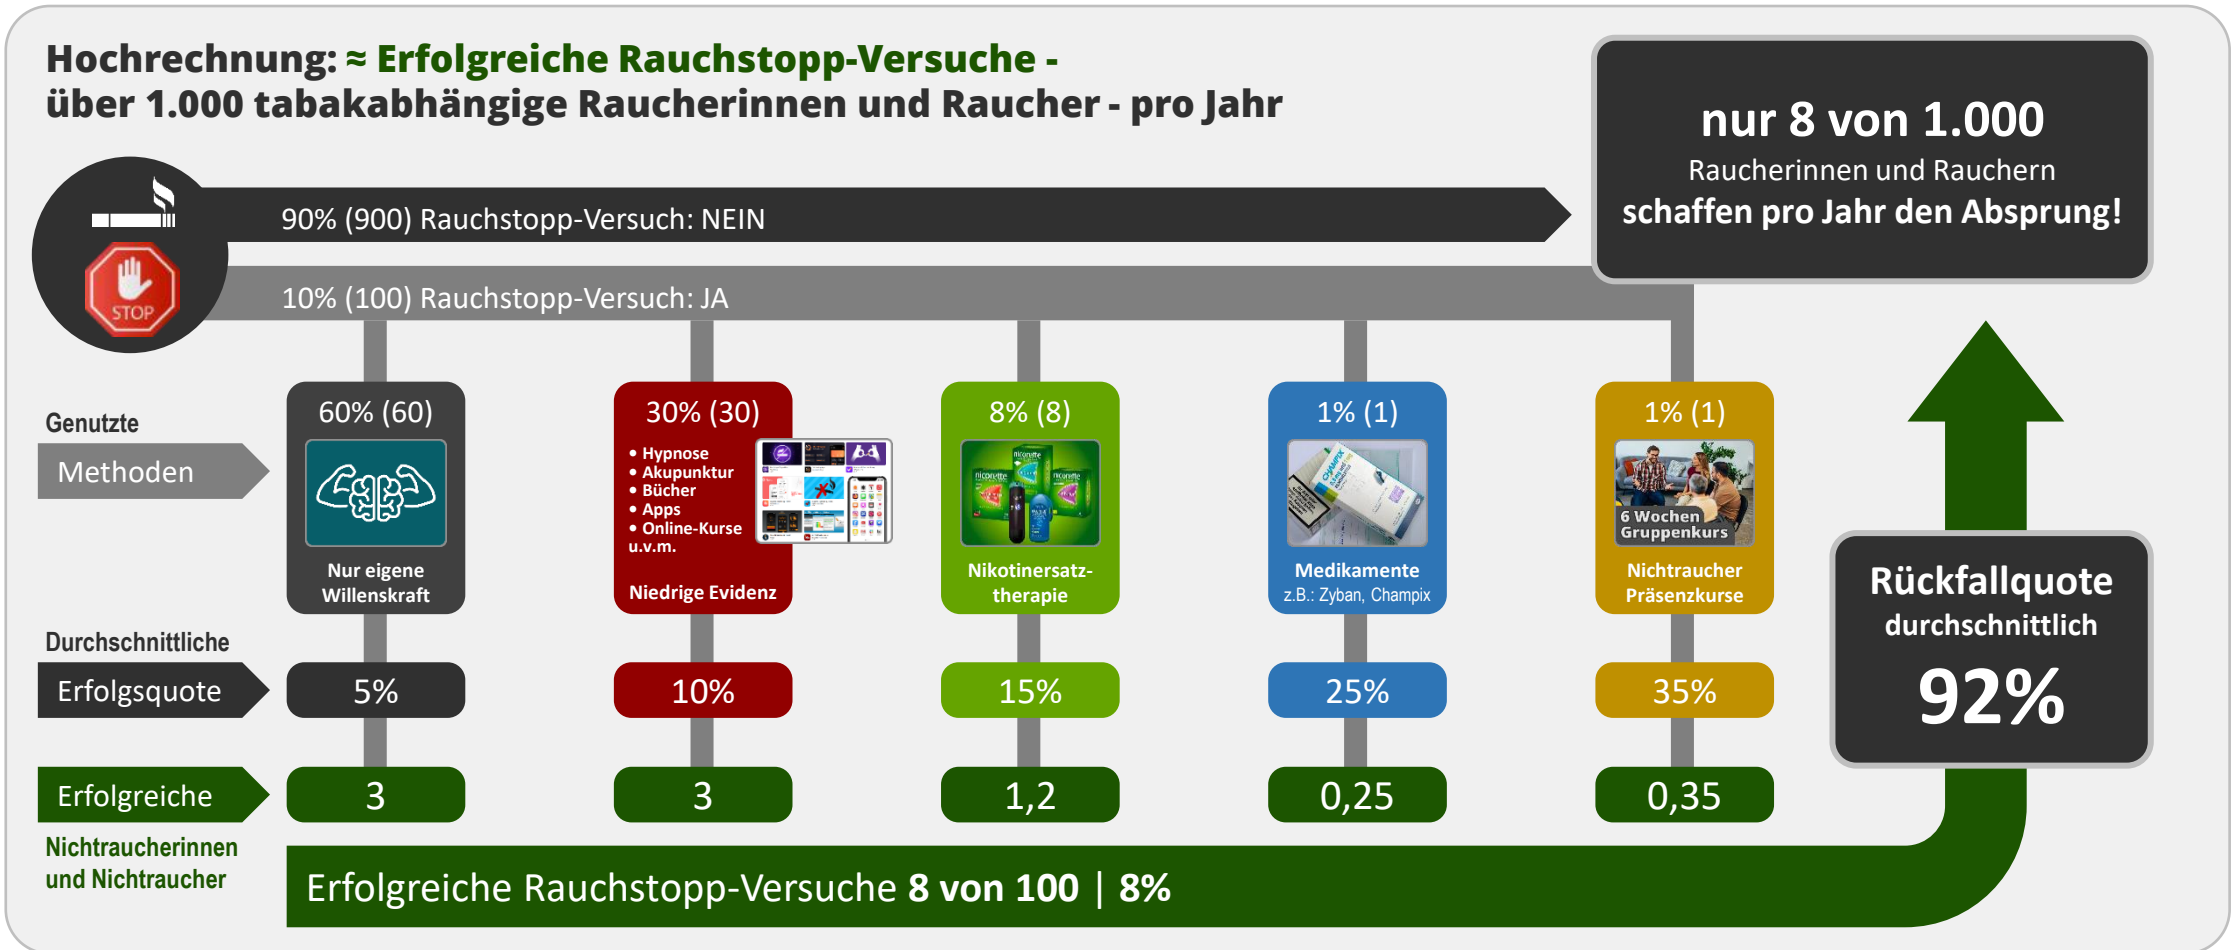 Hochrechnung: ≈ Erfolgreiche Rauchstopp-Versuche -
über 1.000 tabakabhängige Raucherinnen und Raucher - pro Jahr
nur 8 von 1.000
Raucherinnen und Rauchern
schaffen pro Jahr den Absprung!
90% (900) Rauchstopp-Versuch: NEIN
STOP
10% (100) Rauchstopp-Versuch: JA
Genutzte
Methoden
60% (60)
Nur eigene
Willenskraft
30% (30)
• Hypnose
• Akupunktur
• Bücher
• Apps
• Online-Kurse
u.v.m.
Niedrige Evidenz
8% (8)
nicorette
nicorette
nicorette
Nikotinersatz-
therapie
1% (1)
CHAMPIX
Medikamente
z.B.: Zyban, Champix
1% (1)
6 Wochen
Gruppenkurs
Nichtraucher
Präsenzkurse
Durchschnittliche
Erfolgsquote
5%
10%
15%
25%
35%
Rückfallquote
durchschnittlich
92%
Erfolgreiche
Nichtraucherinnen
und Nichtraucher
3
3
1,2
0,25
0,35
Erfolgreiche Rauchstopp-Versuche 8 von 100 | 8%